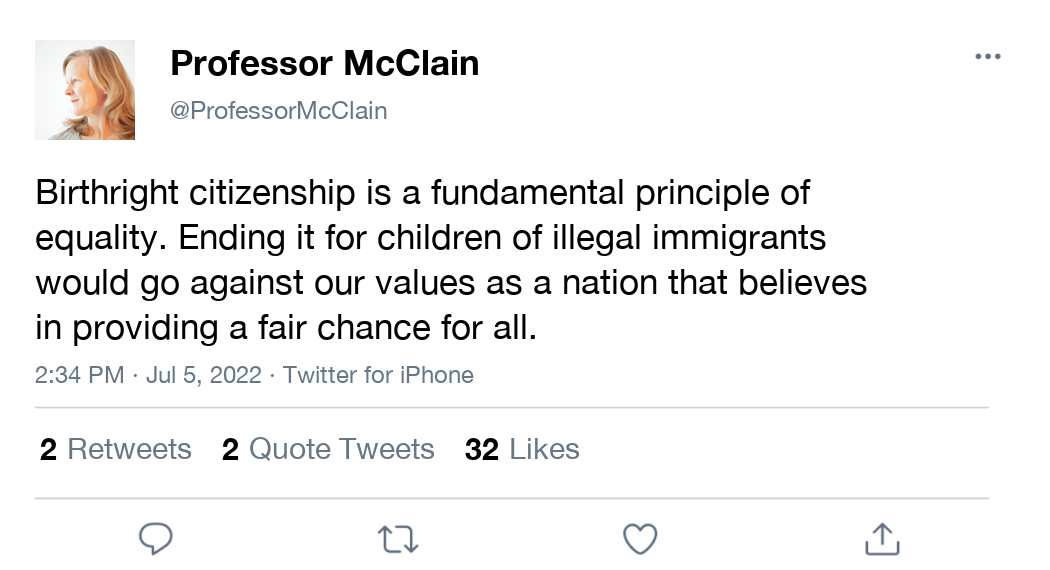 Professor McClain
@ProfessorMcClain
Birthright citizenship is a fundamental principle of
equality. Ending it for children of illegal immigrants
would go against our values as a nation that believes
in providing a fair chance for all.
2:34 PM · Jul 5, 2022 · Twitter for iPhone
2 Retweets 2 Quote Tweets 32 Likes